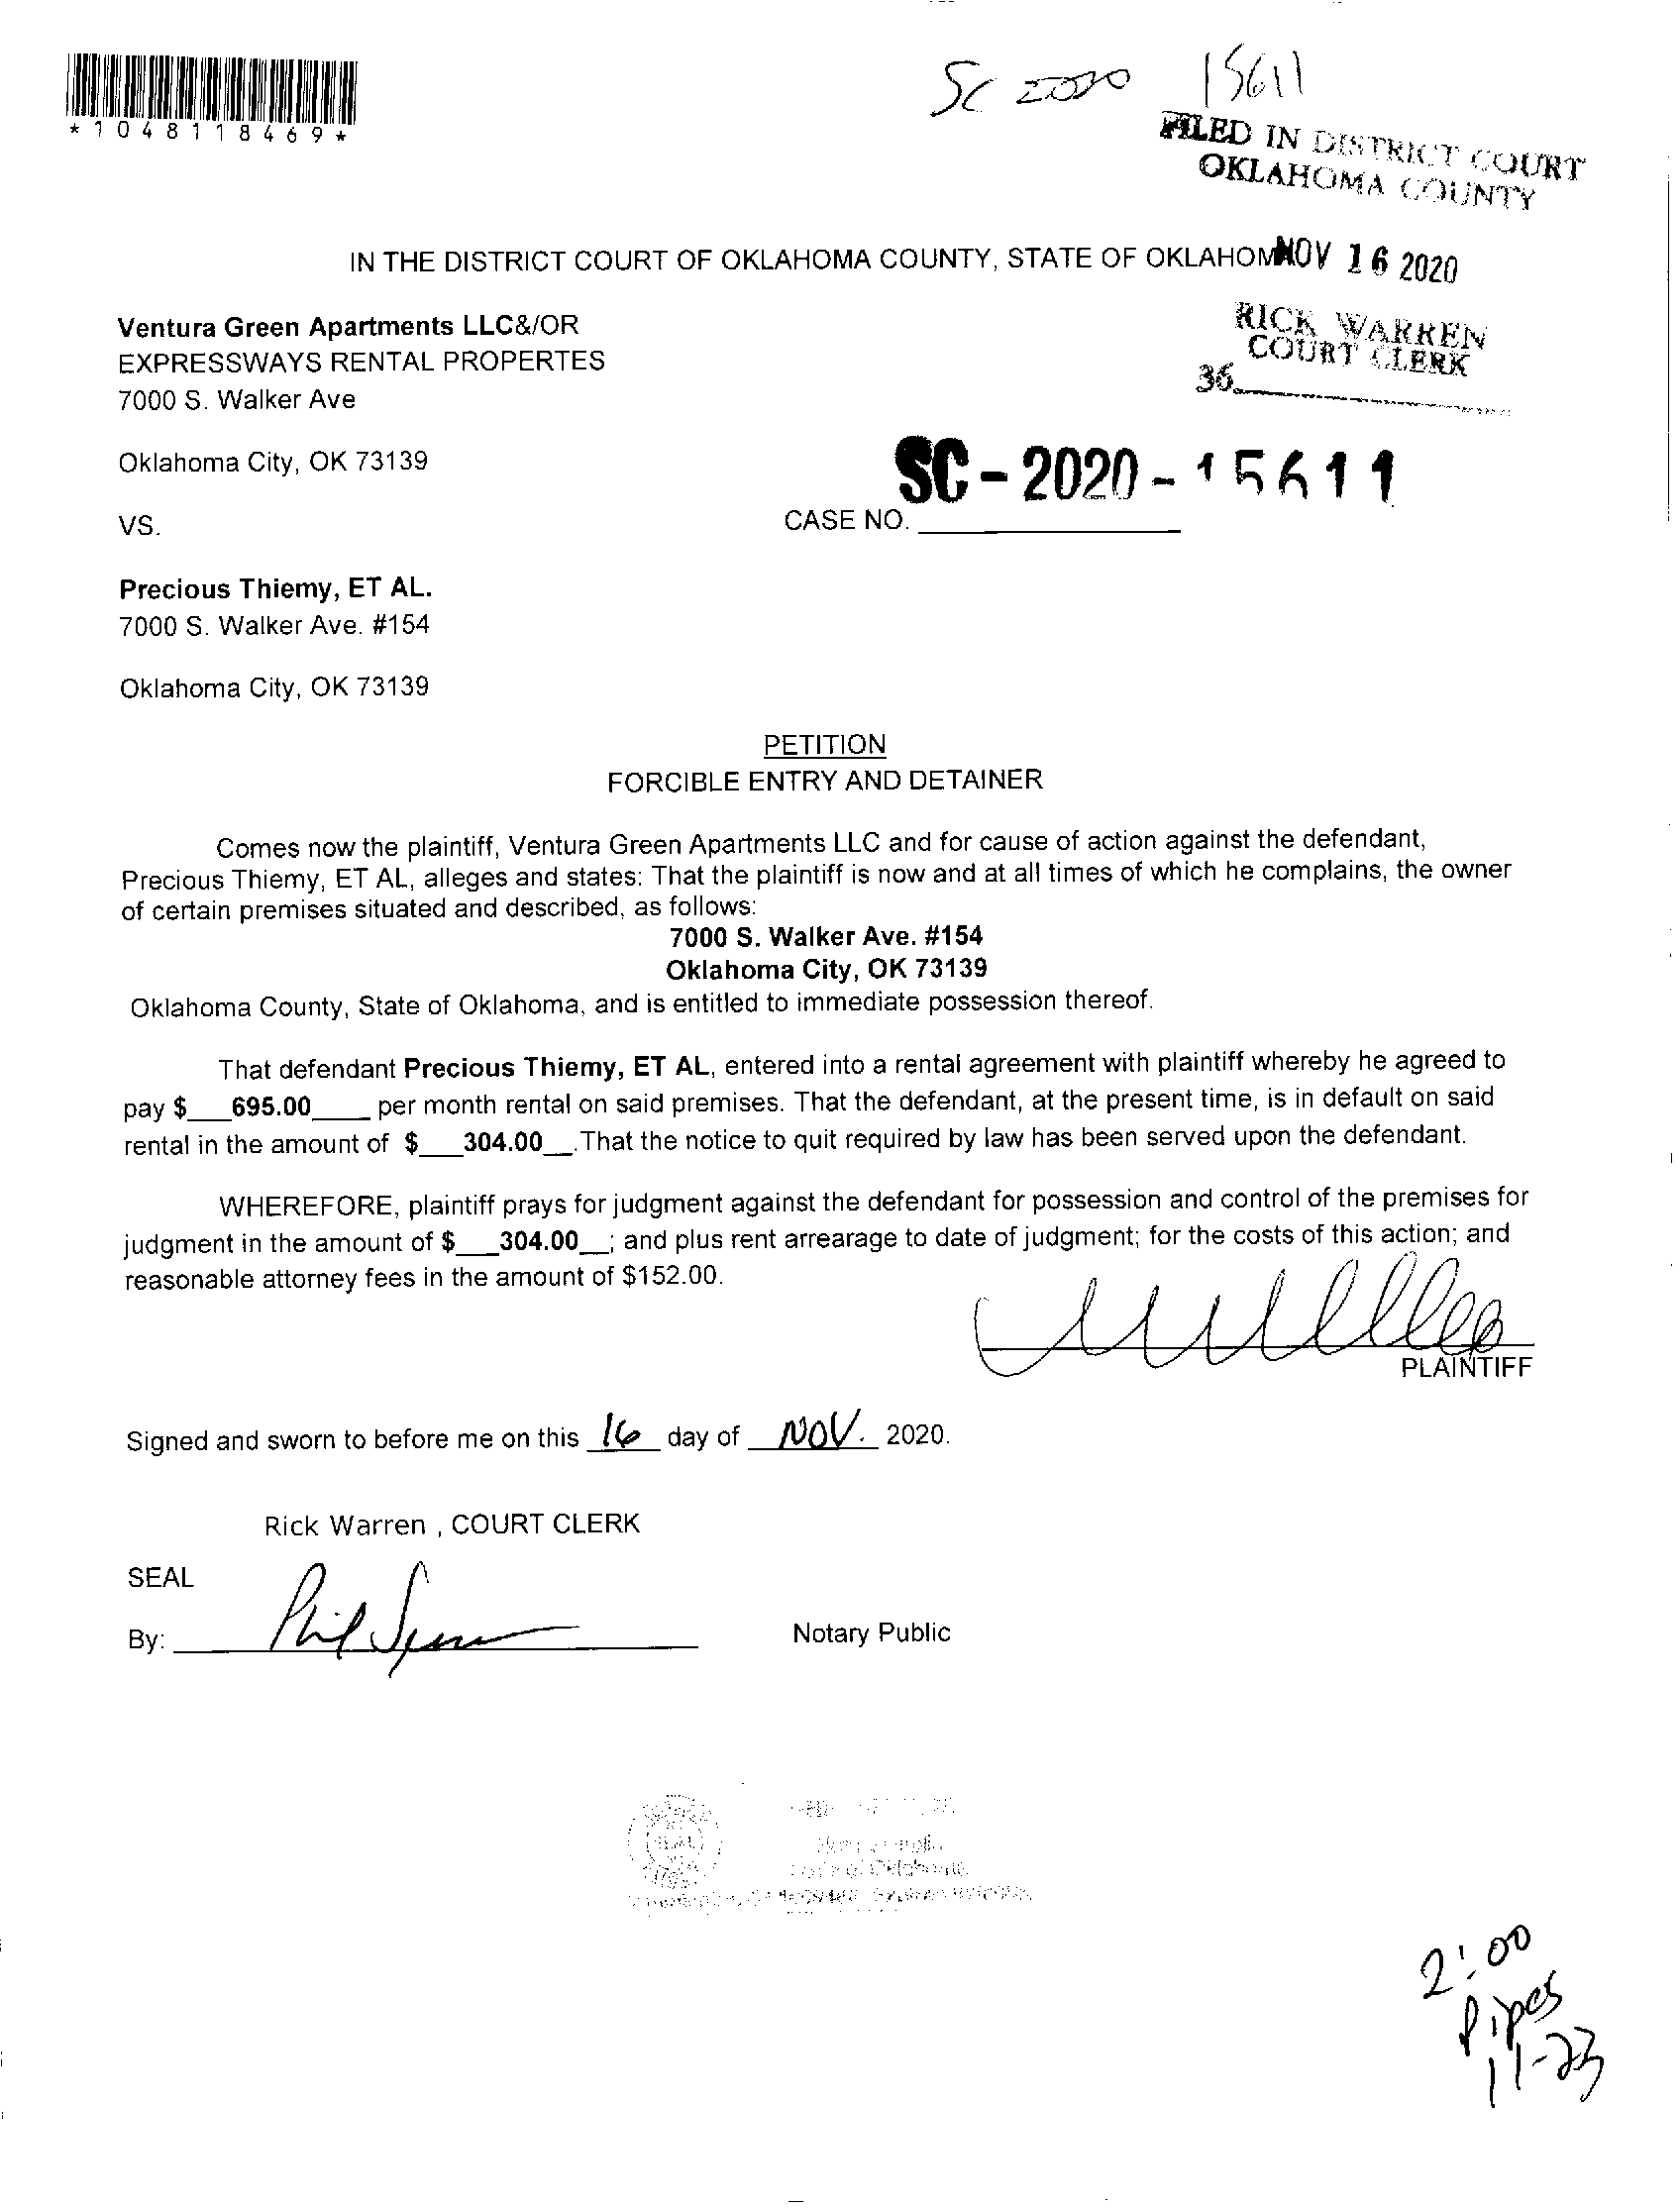 *1048118469*
SC 2020 15611
FILED IN DISTRICT COURT
OKLAHOMA COUNTY
IN THE DISTRICT COURT OF OKLAHOMA COUNTY, STATE OF OKLAHOM
NOV 16 2020
RICK WARREN
COURT CLERK
36
Ventura Green Apartments LLC&/OR
EXPRESSWAYS RENTAL PROPERTES
7000 S. Walker Ave
Oklahoma City, OK 73139
SC - 2020 - 15611
VS.
CASE NO.
Precious Thiemy, ET AL.
7000 S. Walker Ave. #154
Oklahoma City, OK 73139
PETITION
FORCIBLE ENTRY AND DETAINER
Comes now the plaintiff, Ventura Green Apartments LLC and for cause of action against the defendant,
Precious Thiemy, ET AL, alleges and states: That the plaintiff is now and at all times of which he complains, the owner
of certain premises situated and described, as follows:
7000 S. Walker Ave. #154
Oklahoma City, OK 73139
Oklahoma County, State of Oklahoma, and is entitled to immediate possession thereof.
That defendant Precious Thiemy, ET AL, entered into a rental agreement with plaintiff whereby he agreed to
pay $___695.00____ per month rental on said premises. That the defendant, at the present time, is in default on said
rental in the amount of $___304.00__.That the notice to quit required by law has been served upon the defendant.
WHEREFORE, plaintiff prays for judgment against the defendant for possession and control of the premises for
judgment in the amount of $___304.00__; and plus rent arrearage to date of judgment; for the costs of this action; and
reasonable attorney fees in the amount of $152.00.
PLAINTIFF
Signed and sworn to before me on this 16 day of NOV. 2020.
Rick Warren , COURT CLERK
SEAL
By:
Notary Public
2:00
Pipes
11-23